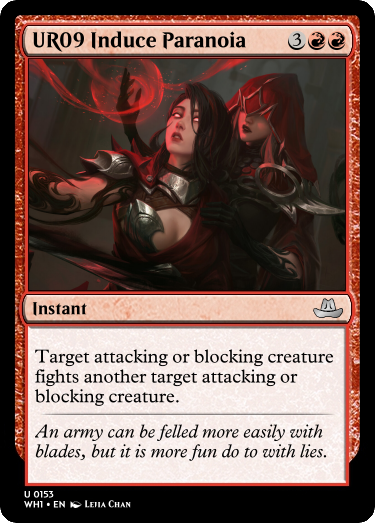 UR09 Induce Paranoia 3
Instant
Target attacking or blocking creature
fights another target attacking or
blocking creature.
An army can be felled more easily with
blades, but it is more fun do to with lies.
U 0153
WH1 • EN Lejia Chan